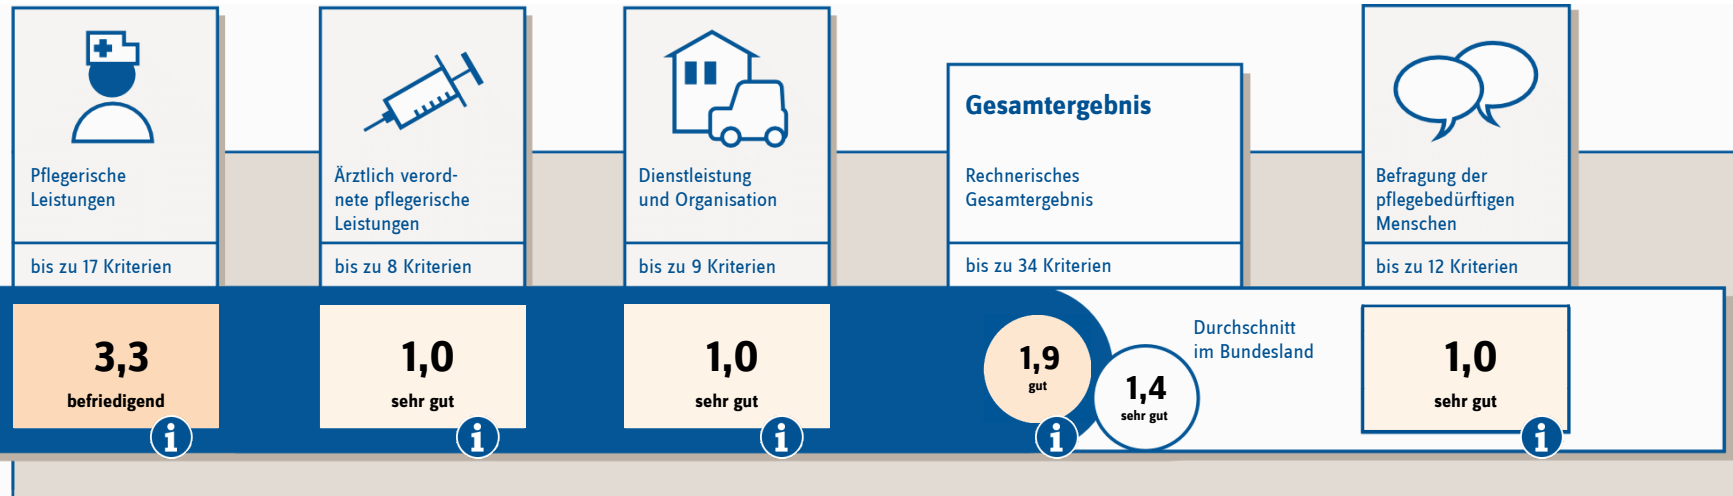 Pflegerische
Leistungen
bis zu 17 Kriterien
3,3
befriedigend
i
Ärztlich verord-
nete pflegerische
Leistungen
bis zu 8 Kriterien
1,0
sehr gut
i
Dienstleistung
und Organisation
bis zu 9 Kriterien
1,0
sehr gut
i
Gesamtergebnis
Rechnerisches
Gesamtergebnis
bis zu 34 Kriterien
1,9
gut
i
Durchschnitt
im Bundesland
1,4
sehr gut
Befragung der
pflegebedürftigen
Menschen
bis zu 12 Kriterien
1,0
sehr gut
i